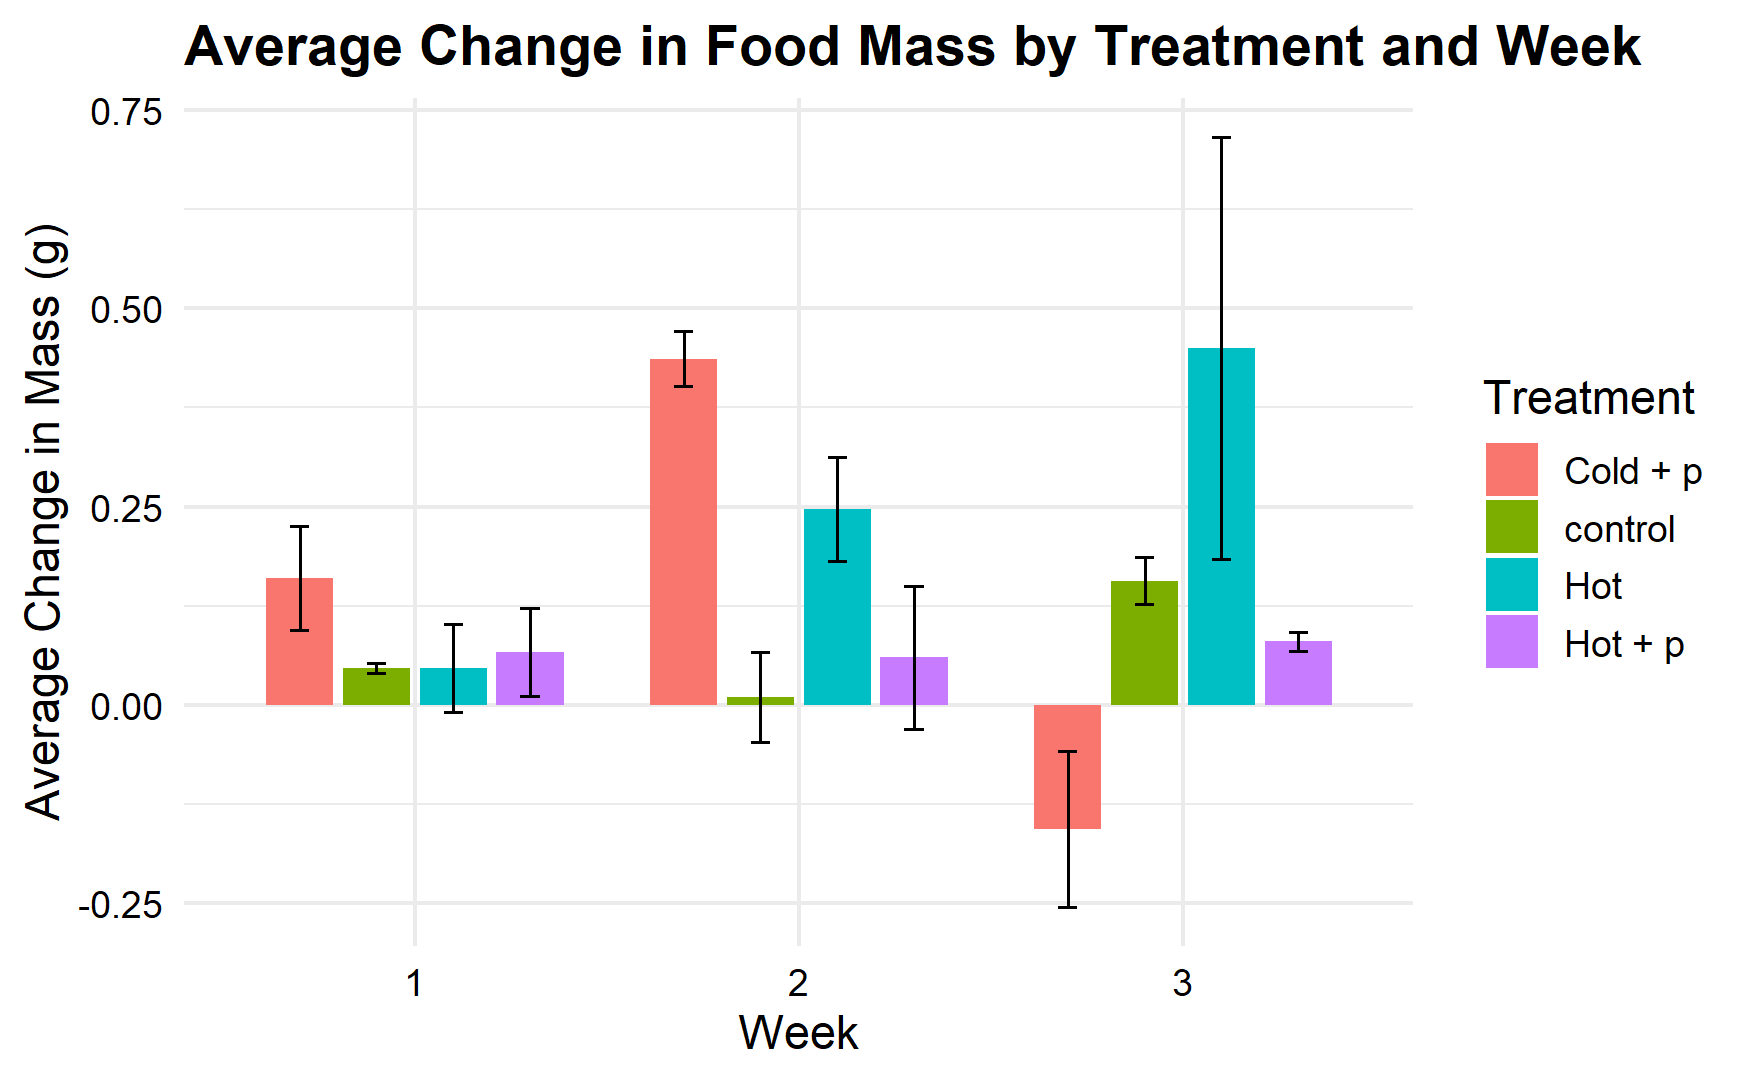 Average Change in Food Mass by Treatment and Week
Average Change in Mass (g)
0.75
0.50
0.25
0.00
-0.25
1
2
3
Week
Treatment
Cold + p
control
Hot
Hot + p